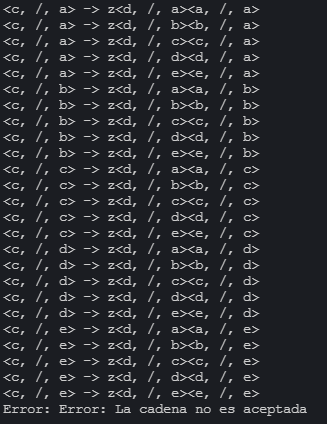 <c, /, a> -> z<d, /, a><a, /, a>
<c, /, a> -> z<d, /, b><b, /, a>
<c, /, a> -> z<d, /, c><c, /, a>
<c, /, a> -> z<d, /, d><d, /, a>
<c, /, a> -> z<d, /, e><e, /, a>
<c, /, b> -> z<d, /, a><a, /, b>
<c, /, b> -> z<d, /, b><b, /, b>
<c, /, b> -> z<d, /, c><c, /, b>
<c, /, b> -> z<d, /, d><d, /, b>
<c, /, b> -> z<d, /, e><e, /, b>
<c, /, c> -> z<d, /, a><a, /, c>
<c, /, c> -> z<d, /, b><b, /, c>
<c, /, c> -> z<d, /, c><c, /, c>
<c, /, c> -> z<d, /, d><d, /, c>
<c, /, c> -> z<d, /, e><e, /, c>
<c, /, d> -> z<d, /, a><a, /, d>
<c, /, d> -> z<d, /, b><b, /, d>
<c, /, d> -> z<d, /, c><c, /, d>
<c, /, d> -> z<d, /, d><d, /, d>
<c, /, d> -> z<d, /, e><e, /, d>
<c, /, e> -> z<d, /, a><a, /, e>
<c, /, e> -> z<d, /, b><b, /, e>
<c, /, e> -> z<d, /, c><c, /, e>
<c, /, e> -> z<d, /, d><d, /, e>
<c, /, e> -> z<d, /, e><e, /, e>
Error: Error: La cadena no es aceptada